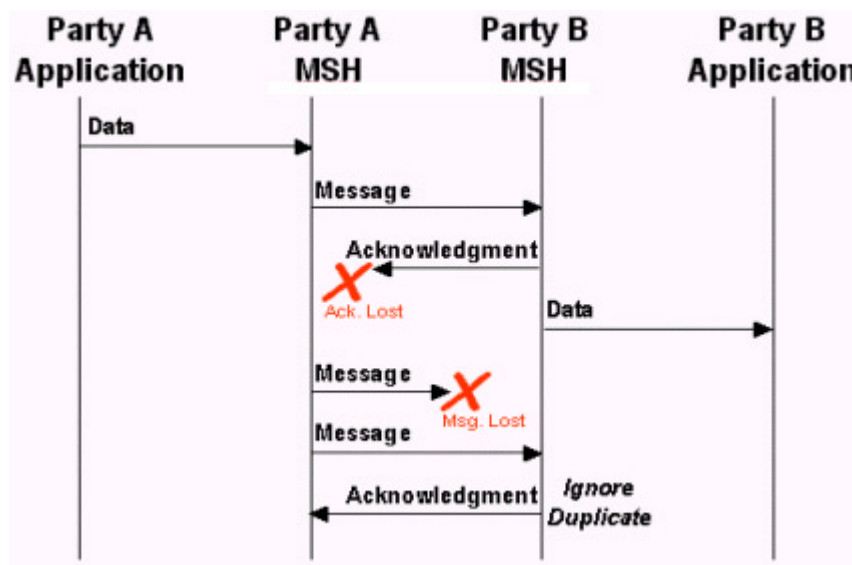 Party A Application
Party A MSH
Party B MSH
Party B Application
Data
Message
Acknowledgment
Ack. Lost
Data
Message
Msg. Lost
Message
Acknowledgment
Ignore
Duplicate